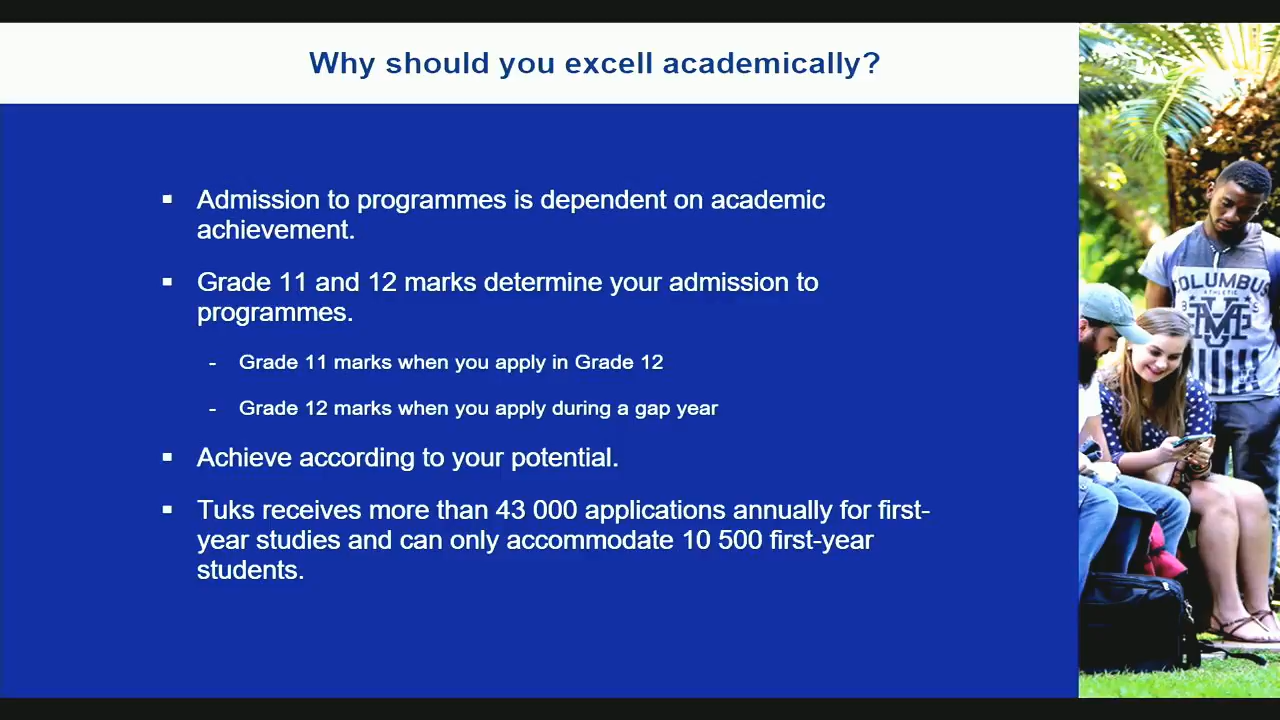 Why should you excell academically?
▪ Admission to programmes is dependent on academic
achievement.
▪ Grade 11 and 12 marks determine your admission to
programmes.
- Grade 11 marks when you apply in Grade 12
- Grade 12 marks when you apply during a gap year
▪ Achieve according to your potential.
▪ Tuks receives more than 43 000 applications annually for first-
year studies and can only accommodate 10 500 first-year
students.
COLUMBUS
ATHLETIC